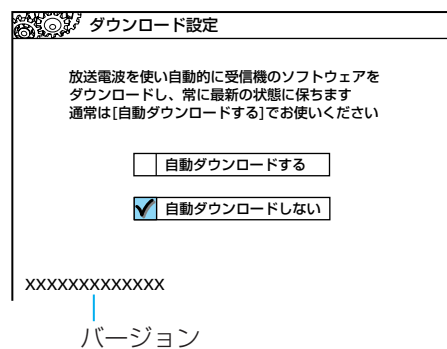 ダウンロード設定
放送電波を使い自動的に受信機のソフトウェアを
ダウンロードし、常に最新の状態に保ちます
通常は[自動ダウンロードする]でお使いください
自動ダウンロードする
自動ダウンロードしない
XXXXXXXXXXXXX
バージョン